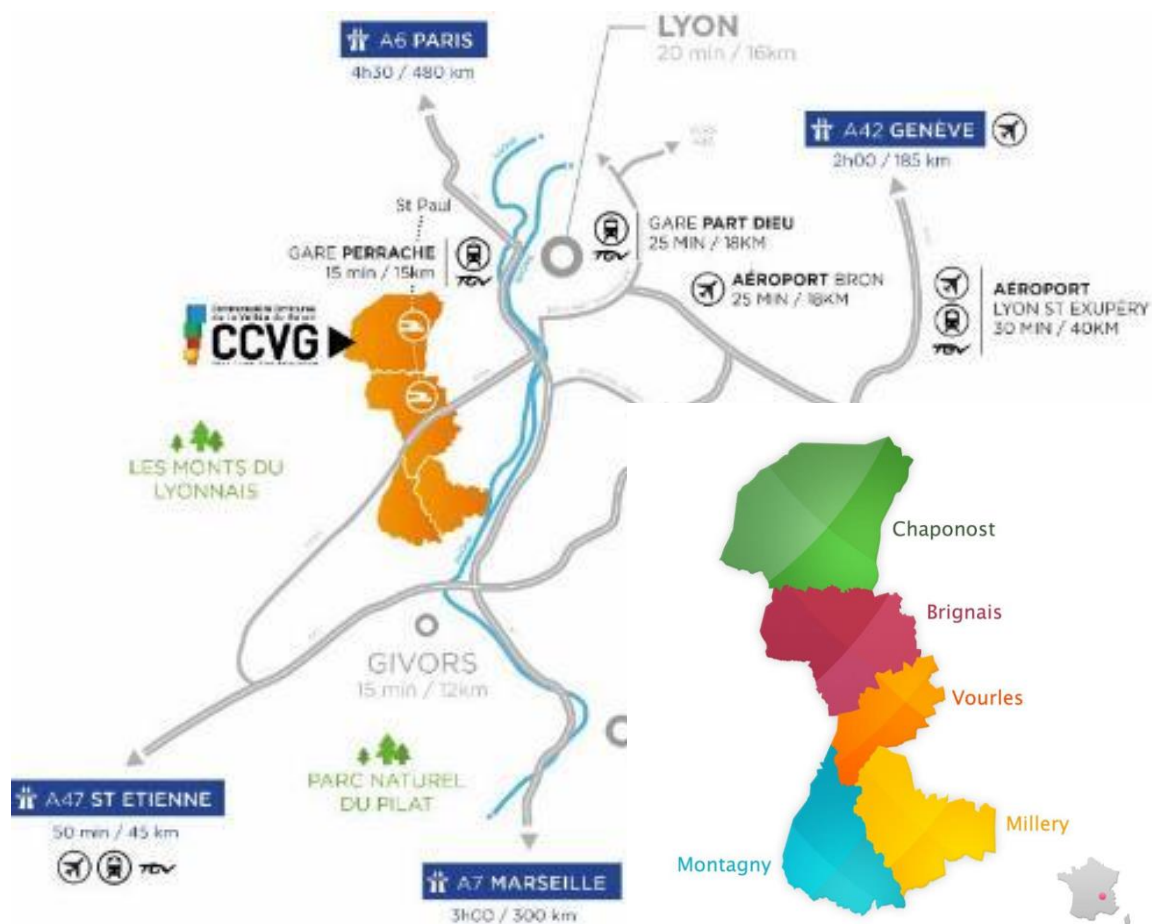 LYON
20 min / 16km
A6 PARIS
4h30 / 480 km
A42 GENÈVE
2h00 / 185 km
St Paul
GARE PERRACHE
15 min / 15km
TGV
GARE PART DIEU
25 MIN / 18KM
TGV
AÉROPORT BRON
25 MIN / 18KM
AÉROPORT
LYON ST EXUPÉRY
30 MIN / 40KM
TGV
CCVG
LES MONTS DU
LYONNAIS
GIVORS
15 min / 12km
PARC NATUREL
DU PILAT
A47 ST ETIENNE
50 min / 45 km
TGV
A7 MARSEILLE
3h00 / 300 km
Chaponost
Brignais
Vourles
Millery
Montagny